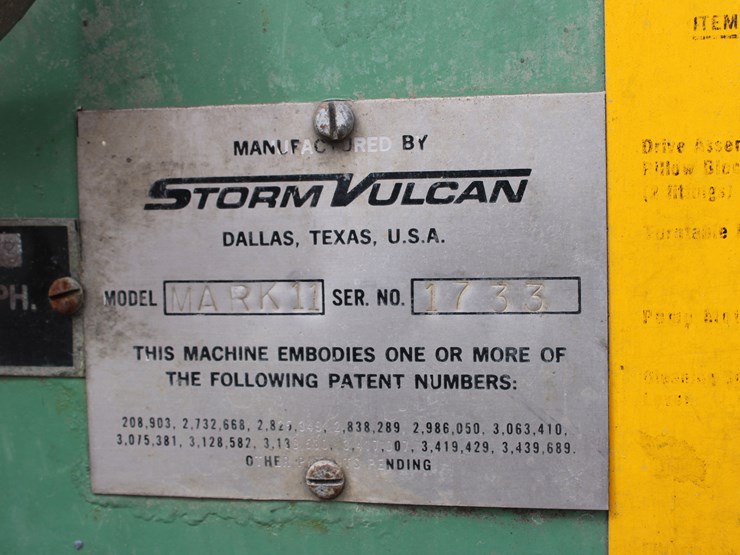 MANUFACTURED BY
STORM VULCAN
DALLAS, TEXAS, U.S.A.
MODEL MARK 11 SER. NO. 1733
THIS MACHINE EMBODIES ONE OR MORE OF
THE FOLLOWING PATENT NUMBERS:
208,903, 2,732,668, 2,838,289 2,986,050, 3,063,410,
3,075,381, 3,128,582, 3,419,429, 3,439,689.
PENDING
PH.
ITEM
Drive
Pillow
Turntable
Pump